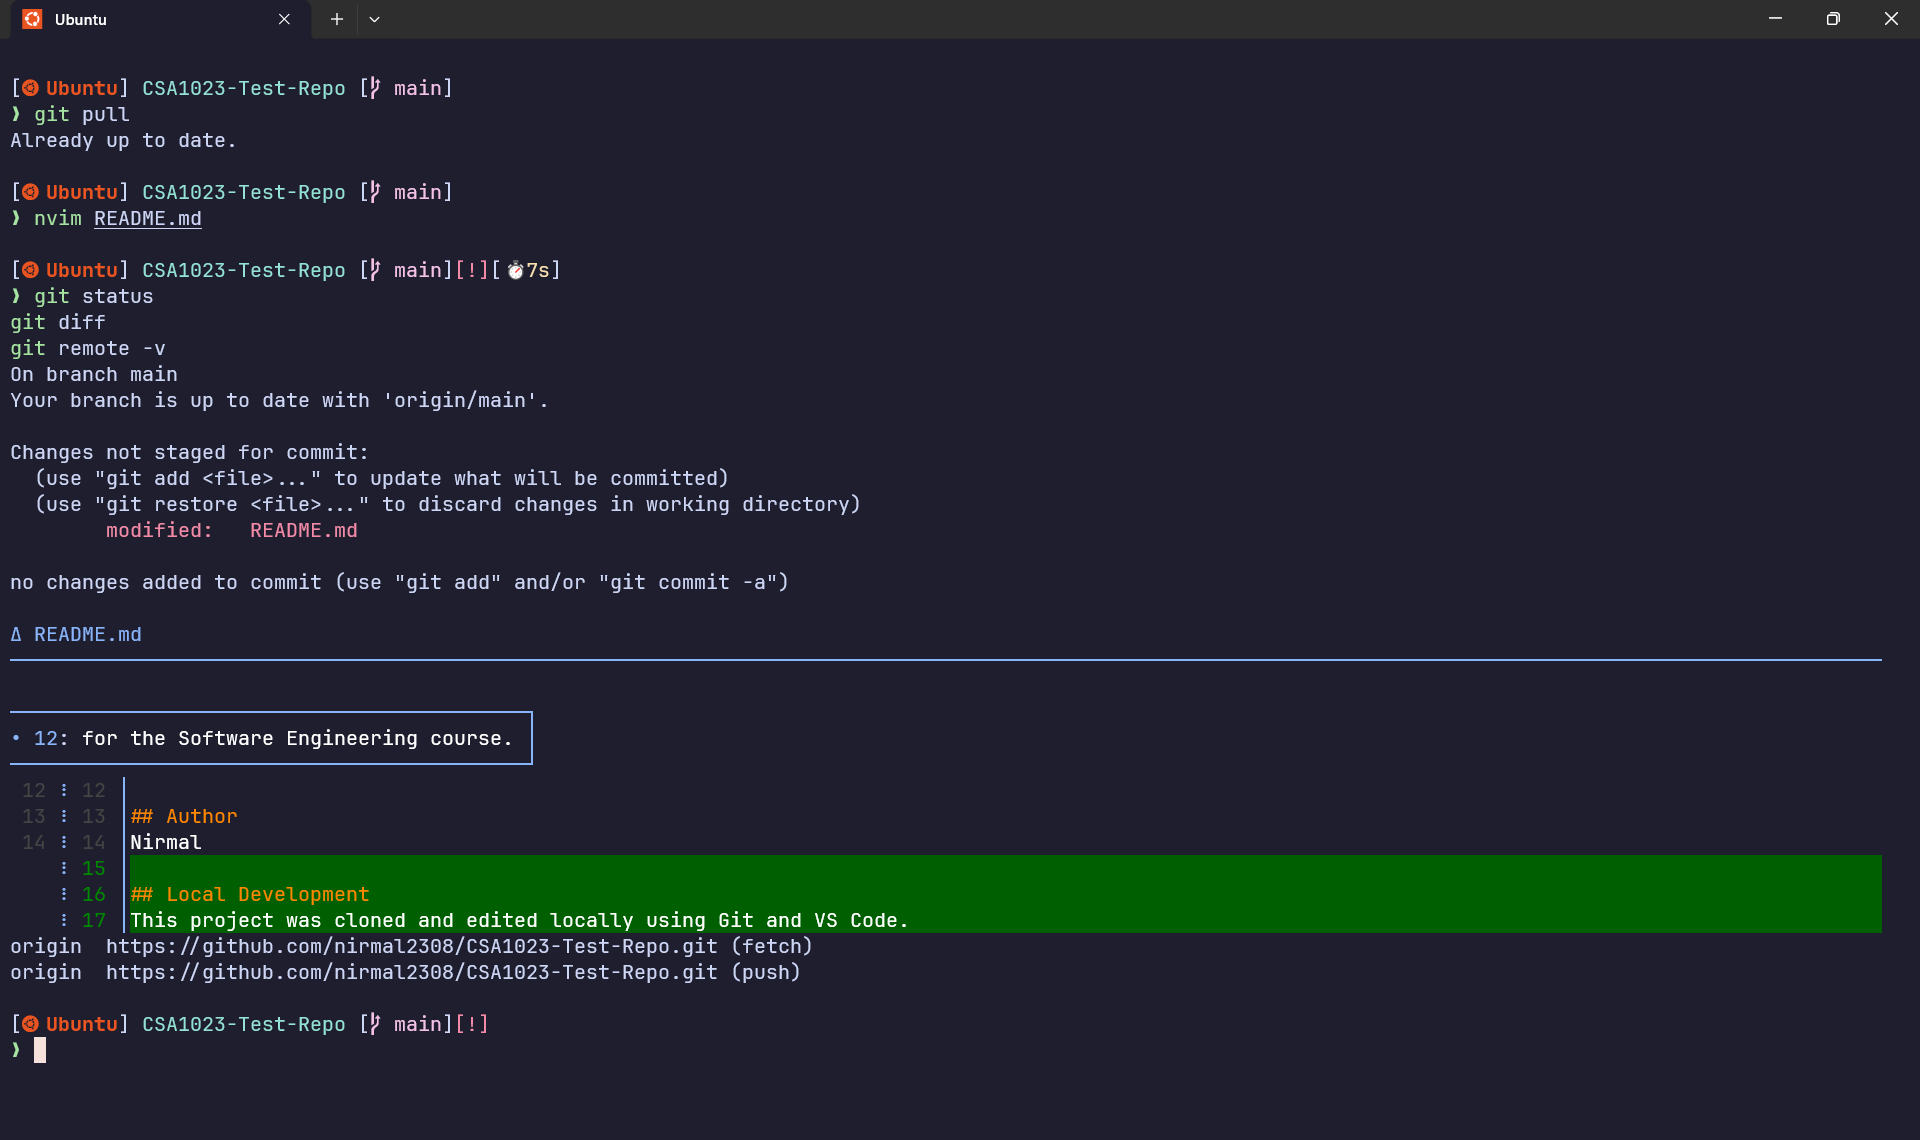 Ubuntu
[Ubuntu] CSA1023-Test-Repo [ main]
❯ git pull
Already up to date.
[Ubuntu] CSA1023-Test-Repo [ main]
❯ nvim README.md
[Ubuntu] CSA1023-Test-Repo [ main][!][⏱7s]
❯ git status
git diff
git remote -v
On branch main
Your branch is up to date with 'origin/main'.
Changes not staged for commit:
  (use "git add <file>..." to update what will be committed)
  (use "git restore <file>..." to discard changes in working directory)
        modified:   README.md
no changes added to commit (use "git add" and/or "git commit -a")
Δ README.md
• 12: for the Software Engineering course.
12 ⋮ 12
13 ⋮ 13 │## Author
14 ⋮ 14 │Nirmal
⋮ 15
⋮ 16 │## Local Development
⋮ 17 │This project was cloned and edited locally using Git and VS Code.
origin  https://github.com/nirmal2308/CSA1023-Test-Repo.git (fetch)
origin  https://github.com/nirmal2308/CSA1023-Test-Repo.git (push)
[Ubuntu] CSA1023-Test-Repo [ main][!]
❯